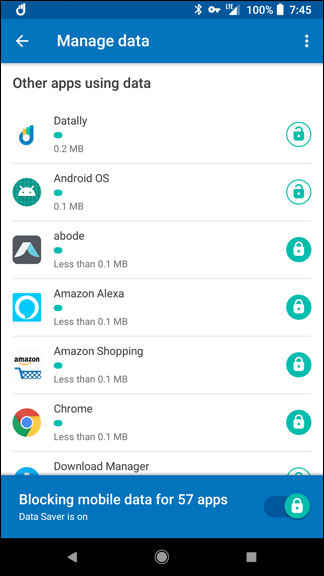 LTE 100% 7:45
Manage data
Other apps using data
Datally
0.2 MB
Android OS
0.1 MB
abode
Less than 0.1 MB
Amazon Alexa
Less than 0.1 MB
Amazon Shopping
amazon
Less than 0.1 MB
Chrome
Less than 0.1 MB
Download Manager
Blocking mobile data for 57 apps
Data Saver is on